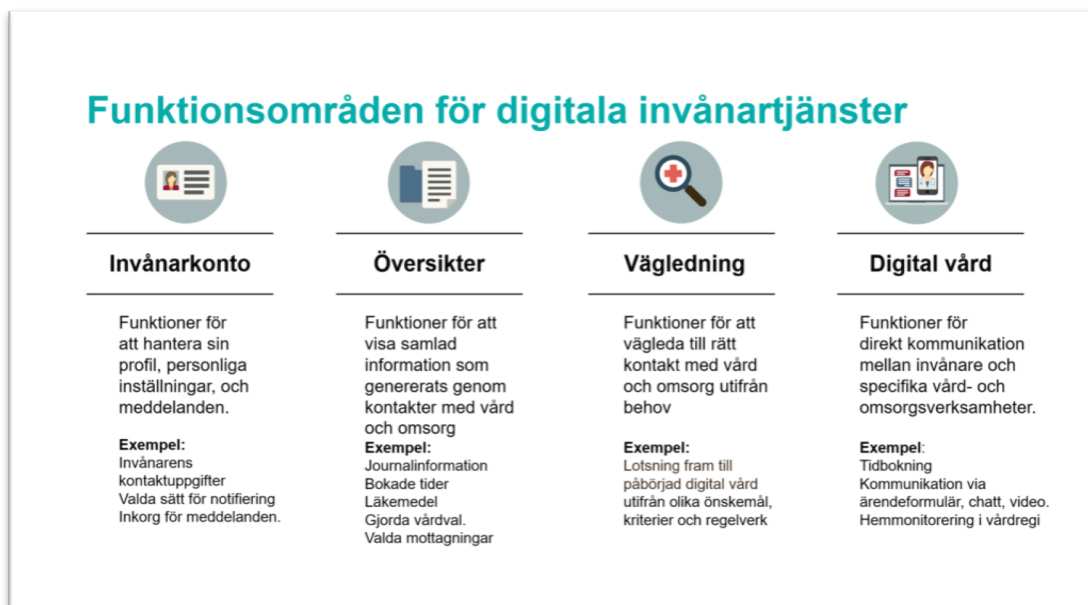 Funktionsområden för digitala invånartjänster
Invånarkonto
Funktioner för
att hantera sin
profil, personliga
inställningar, och
meddelanden.
Exempel:
Invånarens
kontaktuppgifter
Valda sätt för notifiering
Inkorg för meddelanden.
Översikter
Funktioner för att
visa samlad
information som
genererats genom
kontakter med vård
och omsorg
Exempel:
Journalinformation
Bokade tider
Läkemedel
Gjorda vårdval.
Valda mottagningar
Vägledning
Funktioner för att
vägleda till rätt
kontakt med vård
och omsorg utifrån
behov
Exempel:
Lotsning fram till
påbörjad digital vård
utifrån olika önskemål,
kriterier och regelverk
Digital vård
Funktioner för
direkt kommunikation
mellan invånare och
specifika vård- och
omsorgsverksamheter.
Exempel:
Tidbokning
Kommunikation via
ärendeformulär, chatt, video.
Hemmonitorering i vårdregi